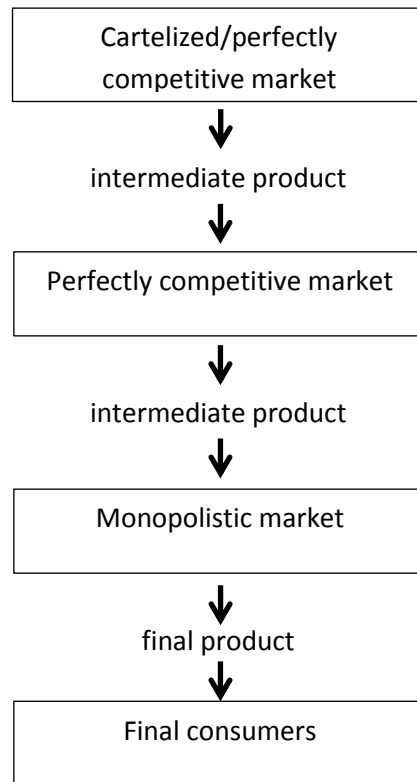 Cartelized/perfectly
competitive market
intermediate product
Perfectly competitive market
intermediate product
Monopolistic market
final product
Final consumers